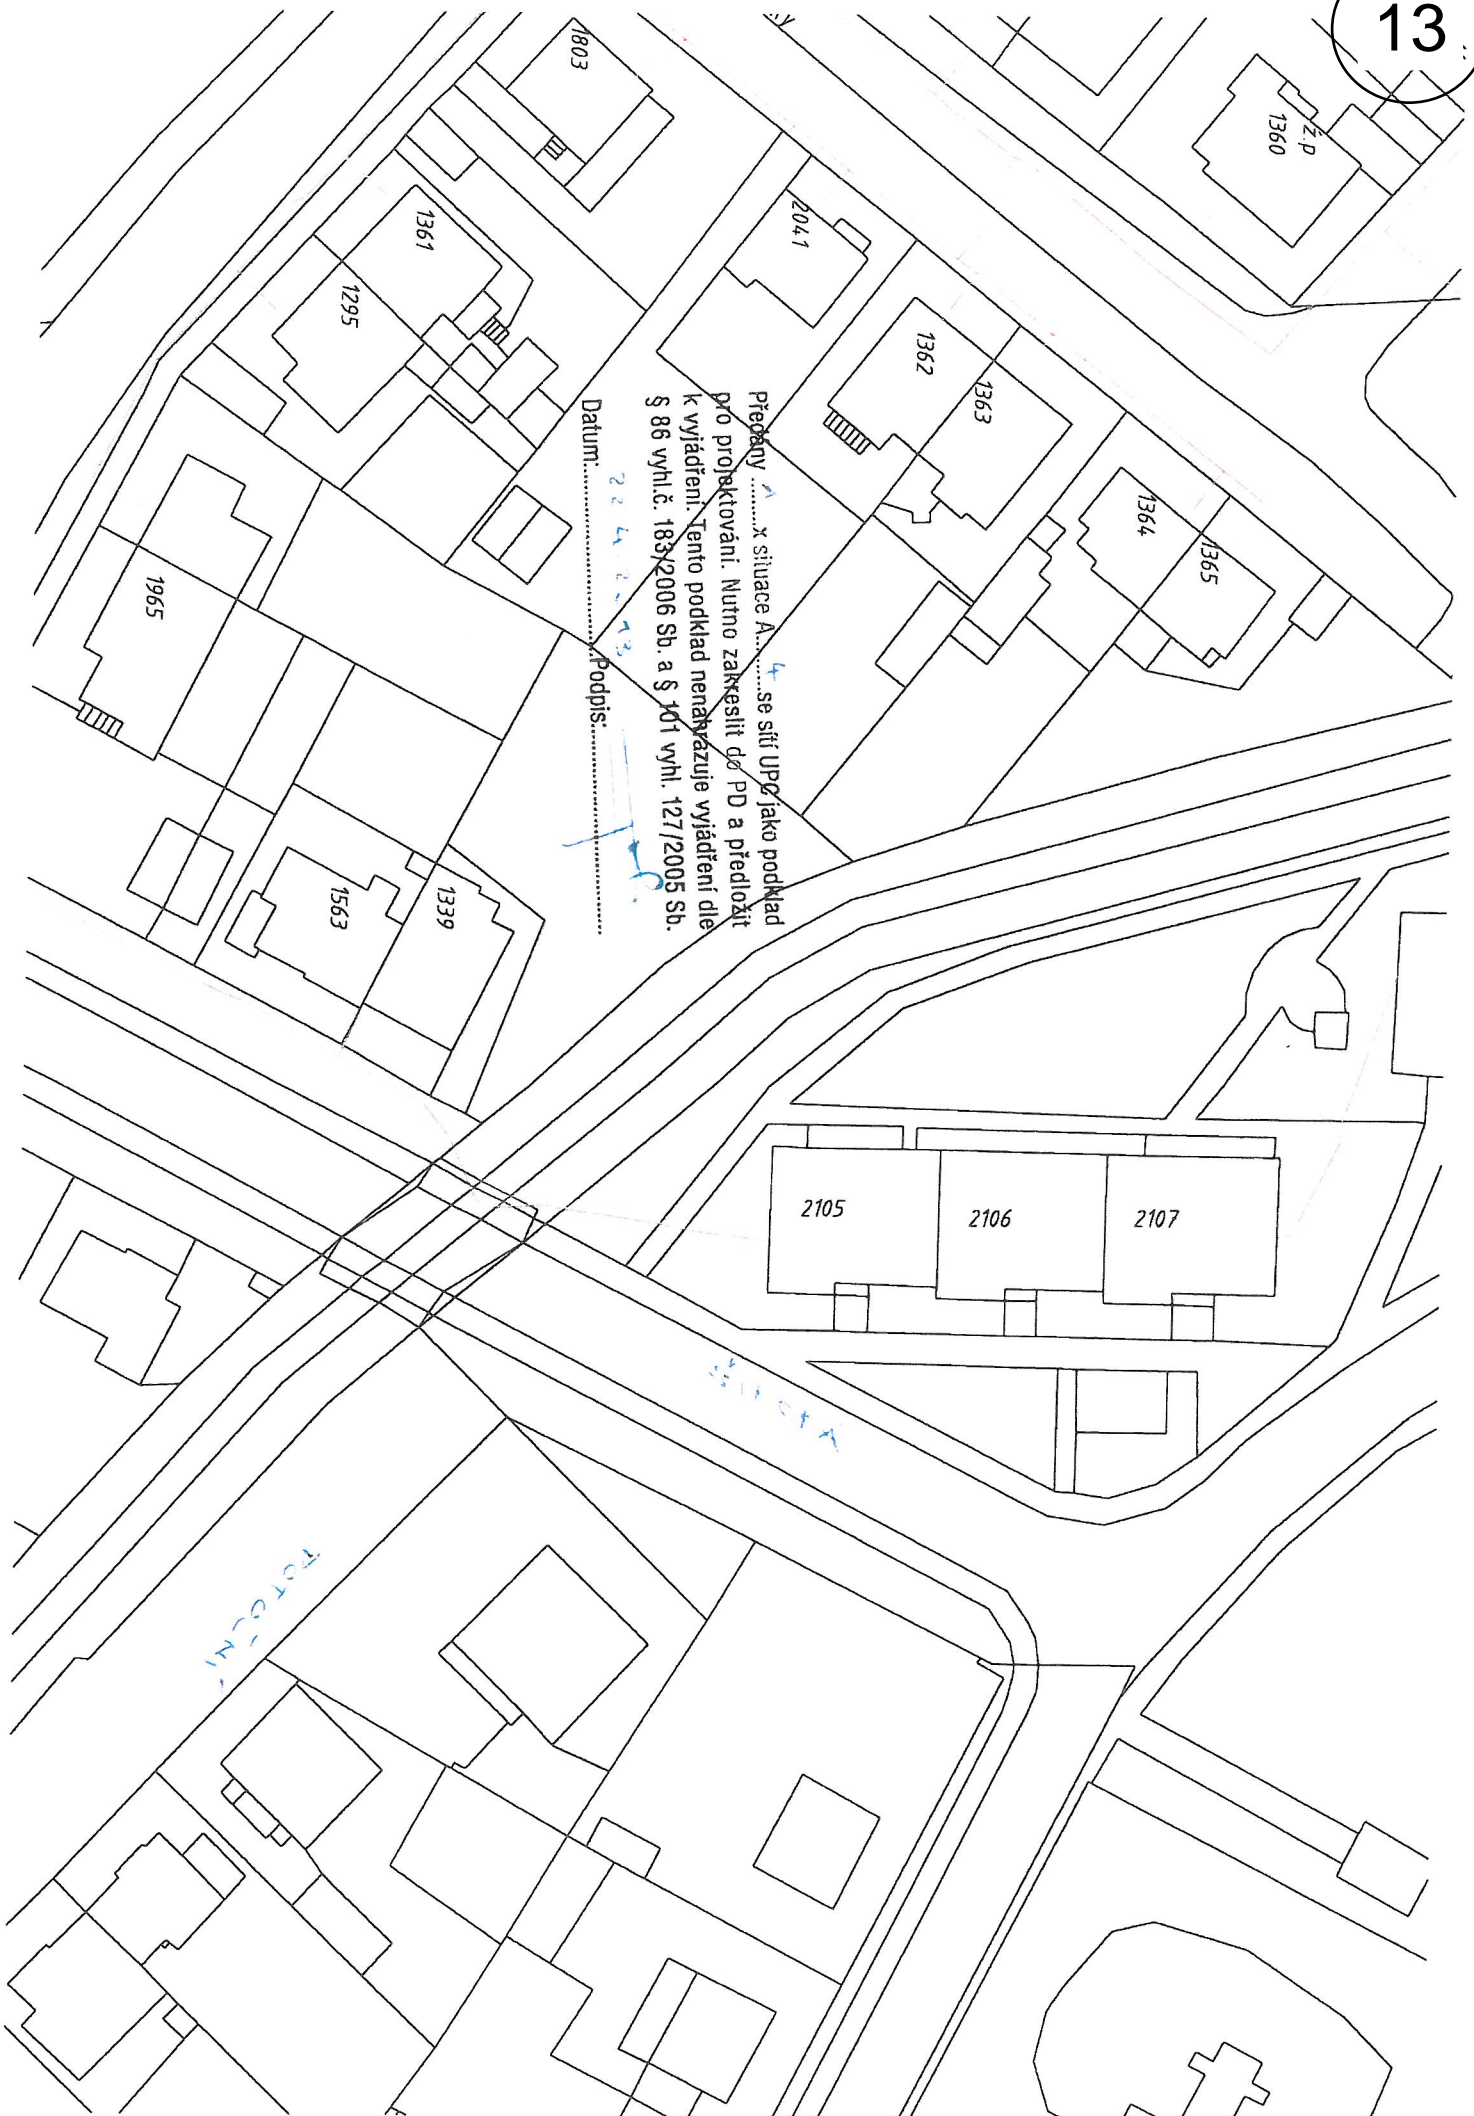 13
1803
ž.p
1360
2041
1361
1295
1362
1363
1364
1365
Předány ......... x situace A ......... se sítí UPC jako podklad
pro projektování. Nutno zakreslit do PD a předložit
k vyjádření. Tento podklad nenahrazuje vyjádření dle
§ 86 vyhl.č. 183/2006 Sb. a § 101 vyhl. 127/2005 Sb.
Datum: .............................. Podpis: ..............................
1965
1563
1339
2105
2106
2107
POTOČNÍ